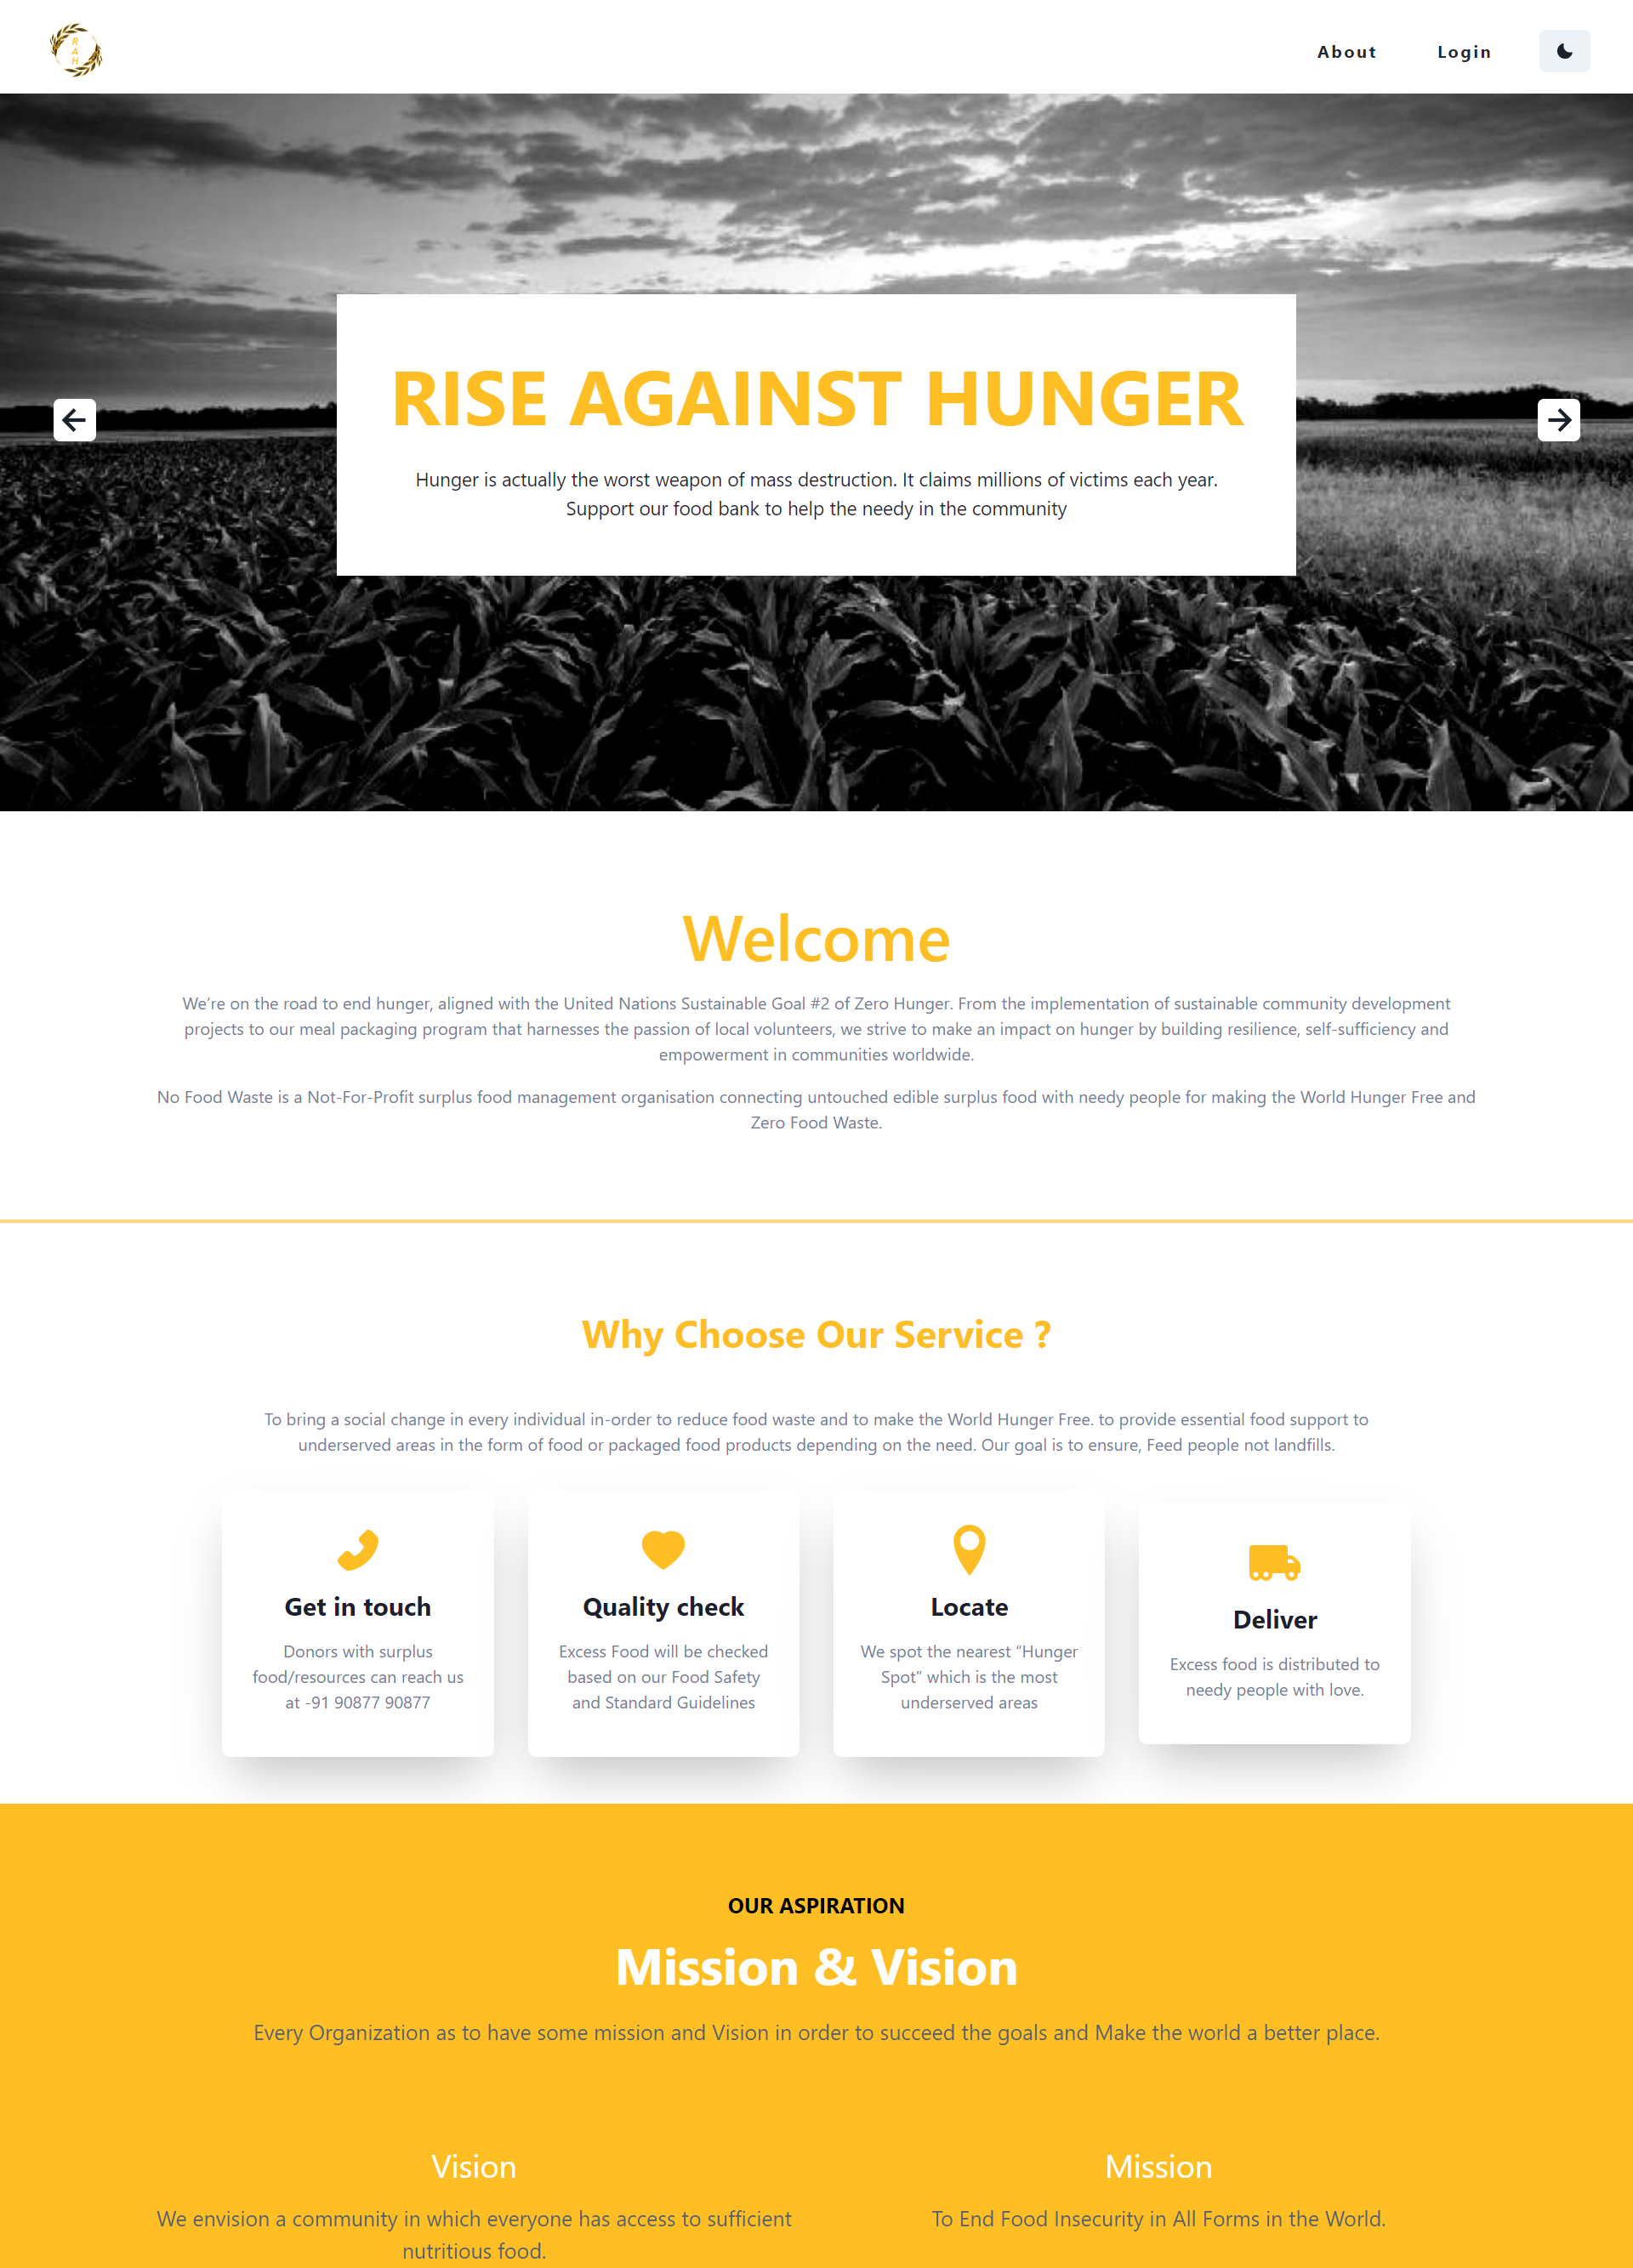 R
A
H
About
Login
RISE AGAINST HUNGER
Hunger is actually the worst weapon of mass destruction. It claims millions of victims each year.
Support our food bank to help the needy in the community
Welcome
We’re on the road to end hunger, aligned with the United Nations Sustainable Goal #2 of Zero Hunger. From the implementation of sustainable community development
projects to our meal packaging program that harnesses the passion of local volunteers, we strive to make an impact on hunger by building resilience, self-sufficiency and
empowerment in communities worldwide.
No Food Waste is a Not-For-Profit surplus food management organisation connecting untouched edible surplus food with needy people for making the World Hunger Free and
Zero Food Waste.
Why Choose Our Service ?
To bring a social change in every individual in-order to reduce food waste and to make the World Hunger Free. to provide essential food support to
underserved areas in the form of food or packaged food products depending on the need. Our goal is to ensure, Feed people not landfills.
Get in touch
Donors with surplus
food/resources can reach us
at -91 90877 90877
Quality check
Excess Food will be checked
based on our Food Safety
and Standard Guidelines
Locate
We spot the nearest “Hunger
Spot” which is the most
underserved areas
Deliver
Excess food is distributed to
needy people with love.
OUR ASPIRATION
Mission & Vision
Every Organization as to have some mission and Vision in order to succeed the goals and Make the world a better place.
Vision
We envision a community in which everyone has access to sufficient
nutritious food.
Mission
To End Food Insecurity in All Forms in the World.